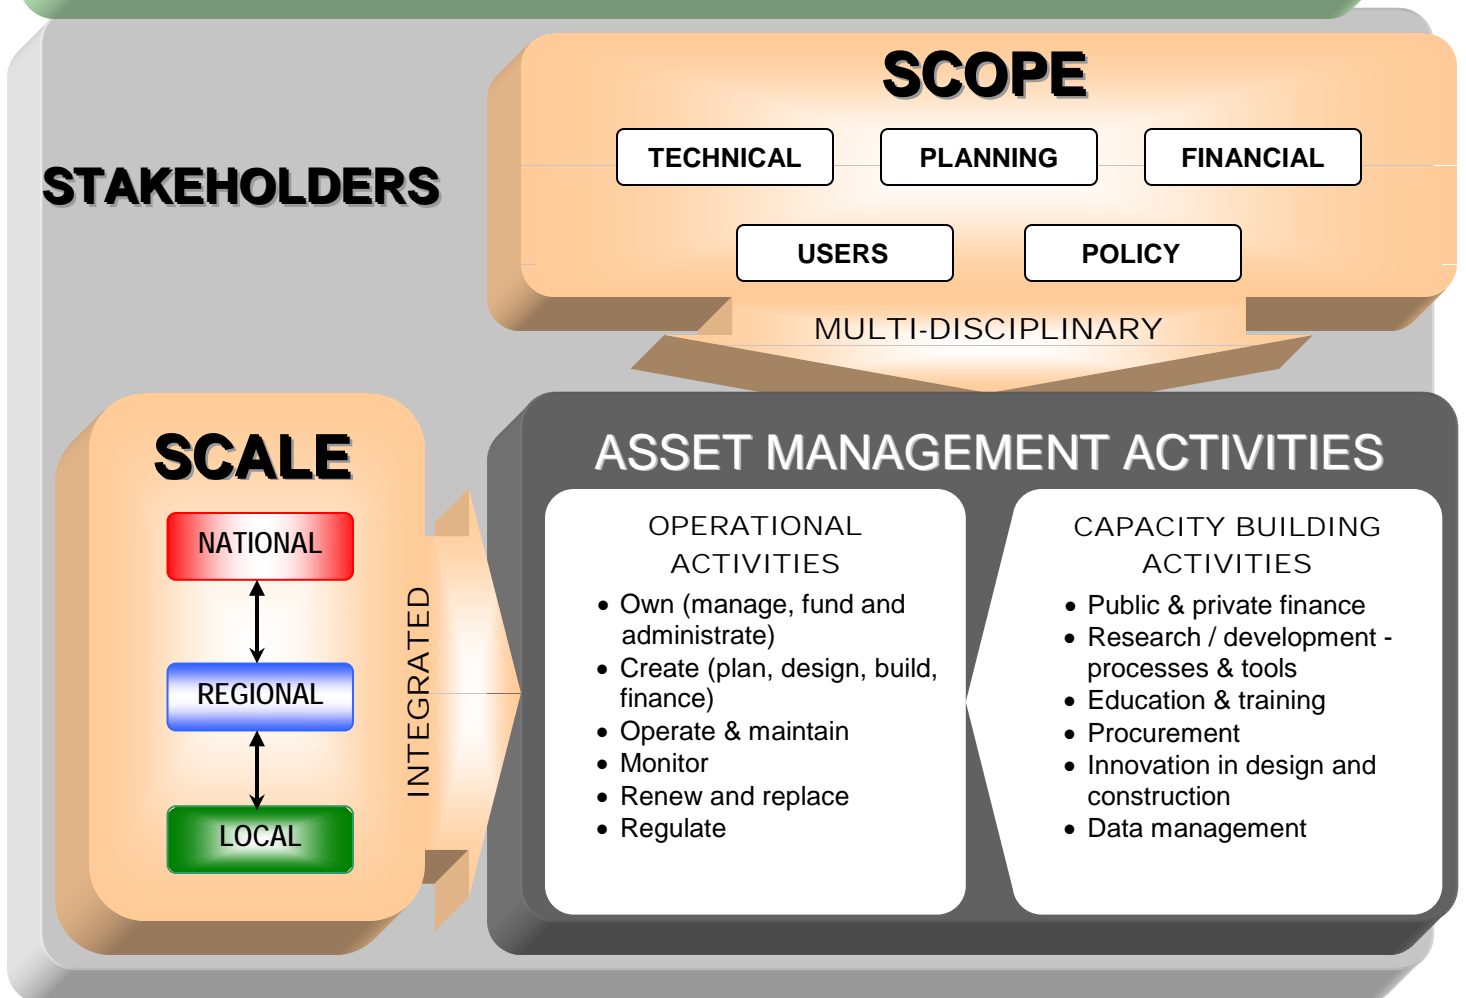 SCOPE
TECHNICAL
PLANNING
FINANCIAL
USERS
POLICY
STAKEHOLDERS
MULTI-DISCIPLINARY
SCALE
NATIONAL
REGIONAL
LOCAL
INTEGRATED
ASSET MANAGEMENT ACTIVITIES
OPERATIONAL
ACTIVITIES
• Own (manage, fund and
administrate)
• Create (plan, design, build,
finance)
• Operate & maintain
• Monitor
• Renew and replace
• Regulate
CAPACITY BUILDING
ACTIVITIES
• Public & private finance
• Research / development -
processes & tools
• Education & training
• Procurement
• Innovation in design and
construction
• Data management